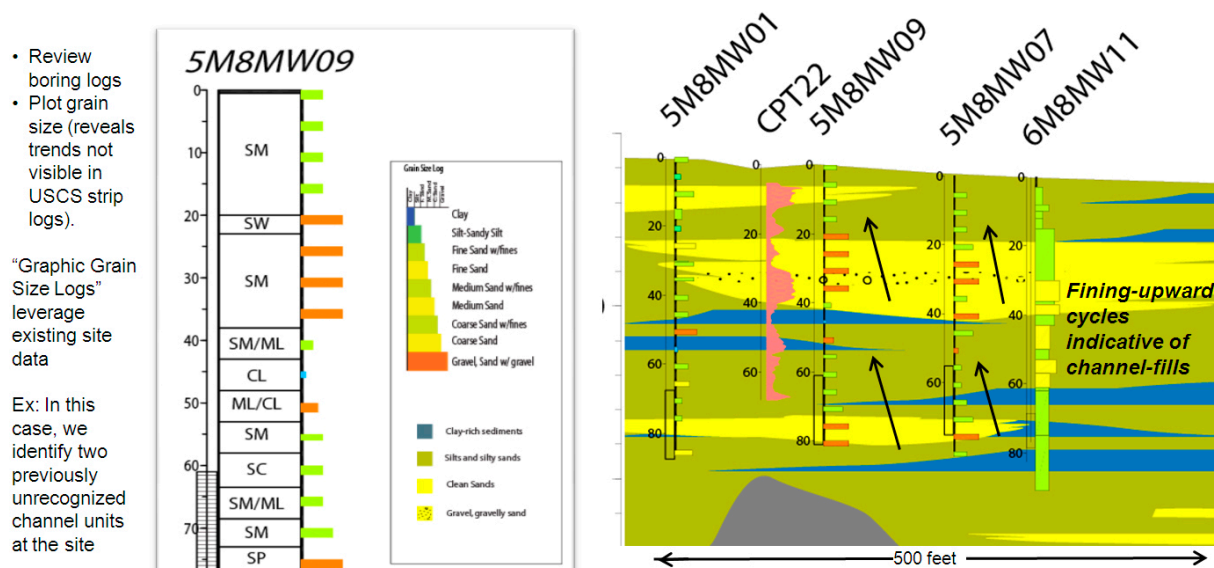 • Review
boring logs
• Plot grain
size (reveals
trends not
visible in
USCS strip
logs).
“Graphic Grain
Size Logs”
leverage
existing site
data
Ex: In this
case, we
identify two
previously
unrecognized
channel units
at the site
5M8MW09
0
10
20
30
40
50
60
70
SM
SW
SM
SM/ML
CL
ML/CL
SM
SC
SM/ML
SM
SP
Grain Size Log
Clay
Silt
F. Sand
M. Sand
C. Sand
Gravel
Clay
Silt-Sandy Silt
Fine Sand w/fines
Fine Sand
Medium Sand w/fines
Medium Sand
Coarse Sand w/fines
Coarse Sand
Gravel, Sand w/ gravel
Clay-rich sediments
Silts and silty sands
Clean Sands
Gravel, gravelly sand
5M8MW01
CPT22
5M8MW09
5M8MW07
6M8MW11
0
20
40
60
80
0
20
40
60
0
20
40
60
80
0
20
40
60
80
0
20
40
60
80
Fining-upward
cycles
indicative of
channel-fills
500 feet